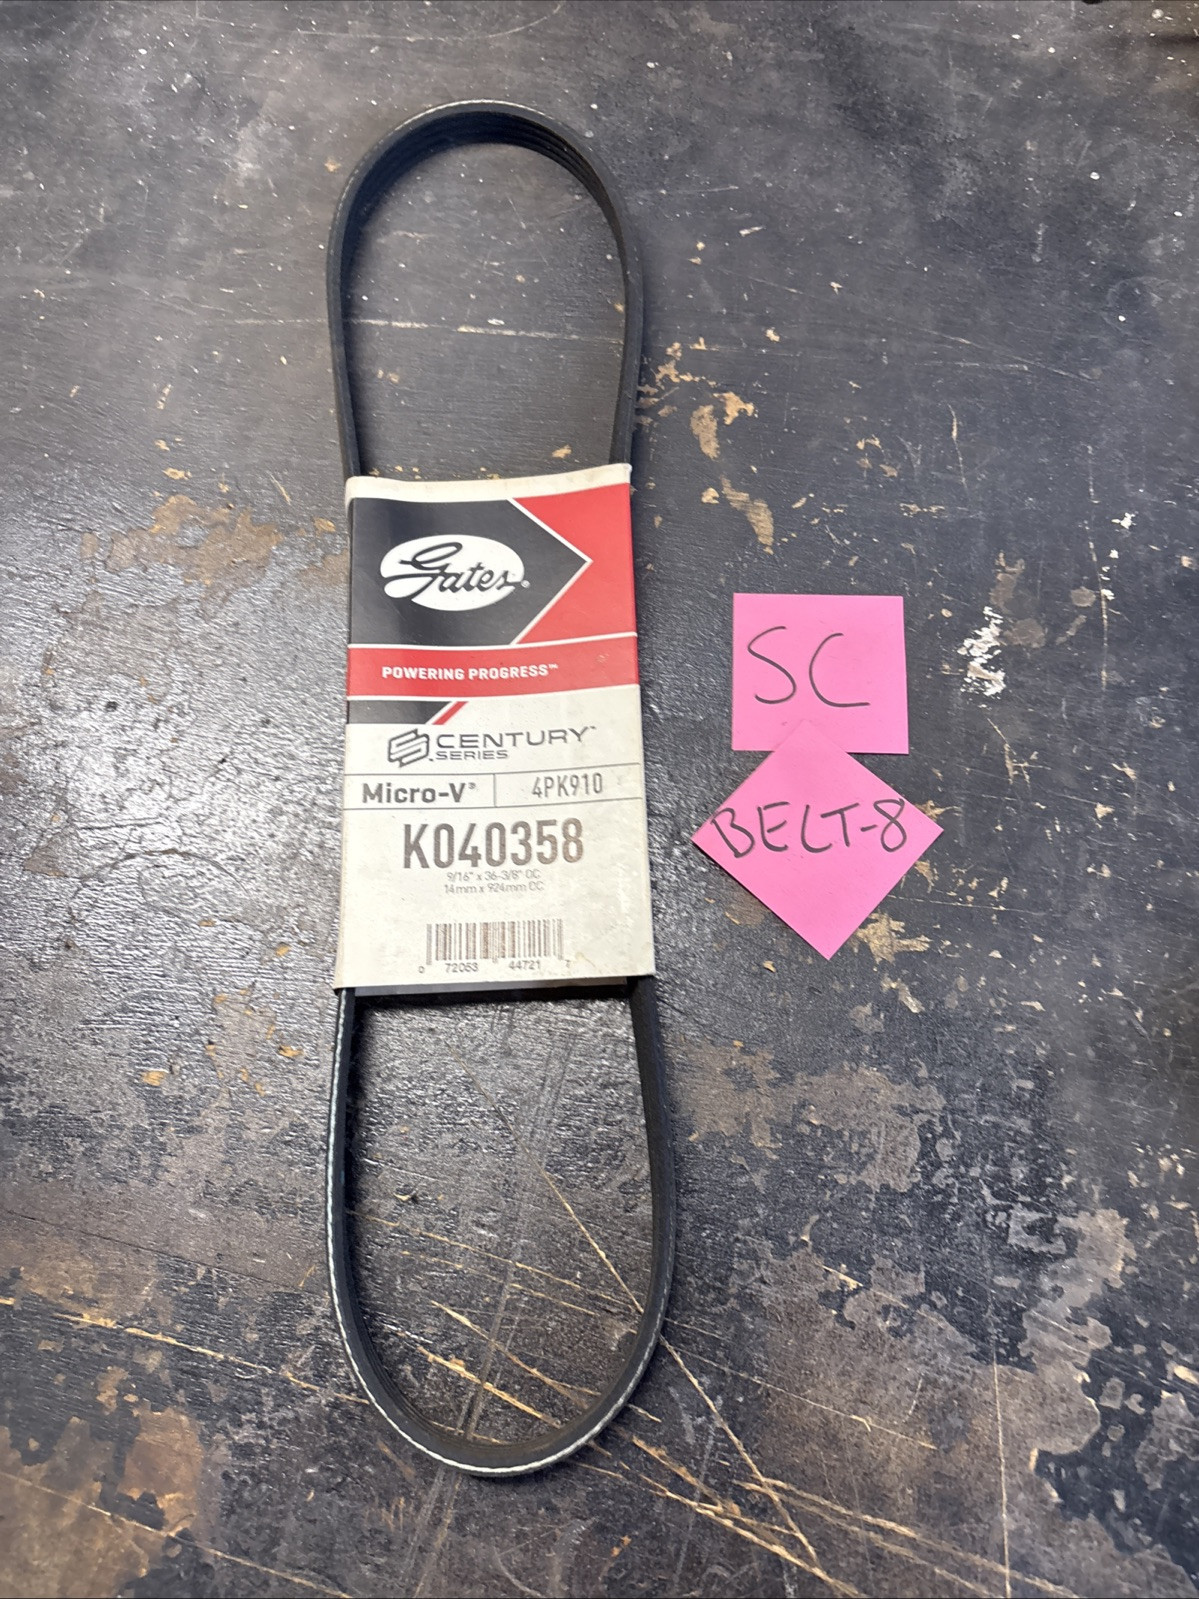 Gates®
POWERING PROGRESS™
CENTURY™
SERIES
Micro-V® 4PK910
K040358
9/16" x 36-3/8" OC
14mm x 924mm OC
0 72053 44721 7
SC
BELT-8